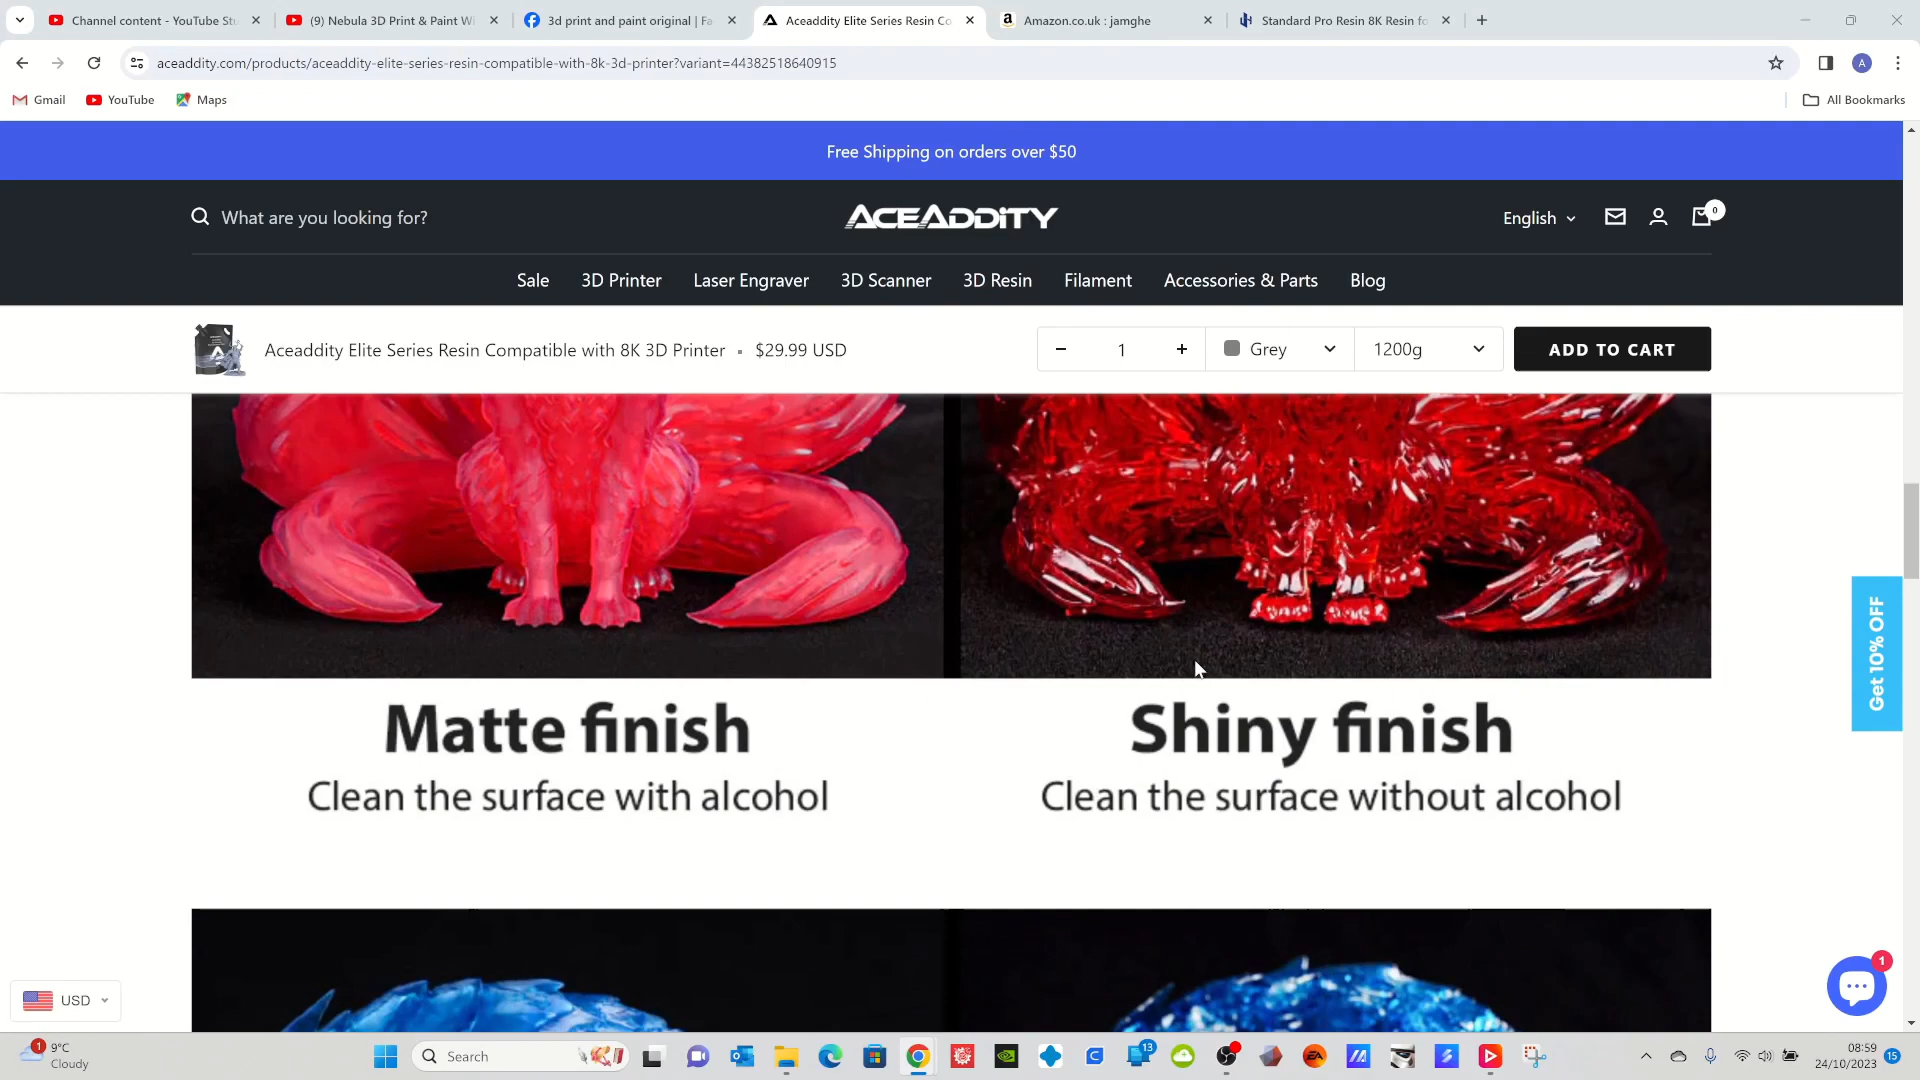 Channel content - YouTube Stu
(9) Nebula 3D Print & Paint Wi
3d print and paint original | Fa
Aceaddity Elite Series Resin Co
Amazon.co.uk : jamghe
Standard Pro Resin 8K Resin fo
aceaddity.com/products/aceaddity-elite-series-resin-compatible-with-8k-3d-printer?variant=44382518640915
A
Gmail
YouTube
Maps
All Bookmarks
Free Shipping on orders over $50
What are you looking for?
ACEADDITY
English
0
Sale
3D Printer
Laser Engraver
3D Scanner
3D Resin
Filament
Accessories & Parts
Blog
Aceaddity Elite Series Resin Compatible with 8K 3D Printer
$29.99 USD
− 1 +
Grey
1200g
ADD TO CART
Matte finish
Shiny finish
Clean the surface with alcohol
Clean the surface without alcohol
Get 10% OFF
1
USD
1
9°C
Cloudy
Search
13
EA
08:59
24/10/2023
15